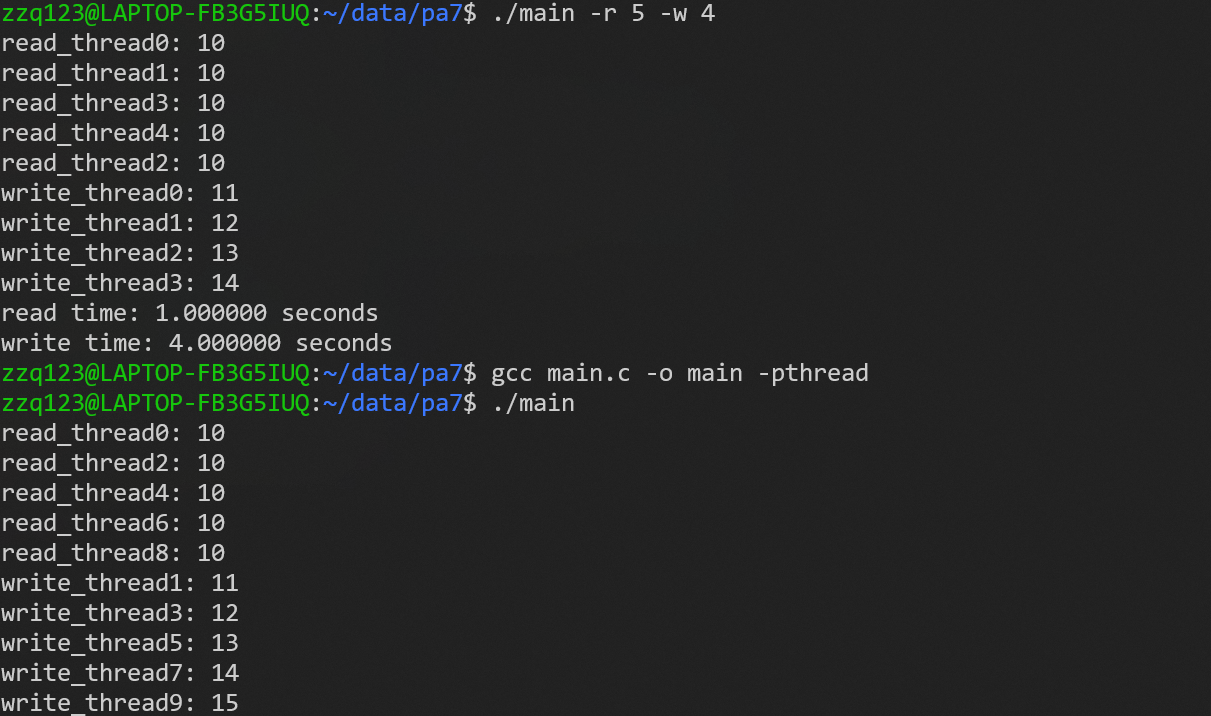 zzq123@LAPTOP-FB3G5IUQ:~/data/pa7$ ./main -r 5 -w 4
read_thread0: 10
read_thread1: 10
read_thread3: 10
read_thread4: 10
read_thread2: 10
write_thread0: 11
write_thread1: 12
write_thread2: 13
write_thread3: 14
read time: 1.000000 seconds
write time: 4.000000 seconds
zzq123@LAPTOP-FB3G5IUQ:~/data/pa7$ gcc main.c -o main -pthread
zzq123@LAPTOP-FB3G5IUQ:~/data/pa7$ ./main
read_thread0: 10
read_thread2: 10
read_thread4: 10
read_thread6: 10
read_thread8: 10
write_thread1: 11
write_thread3: 12
write_thread5: 13
write_thread7: 14
write_thread9: 15